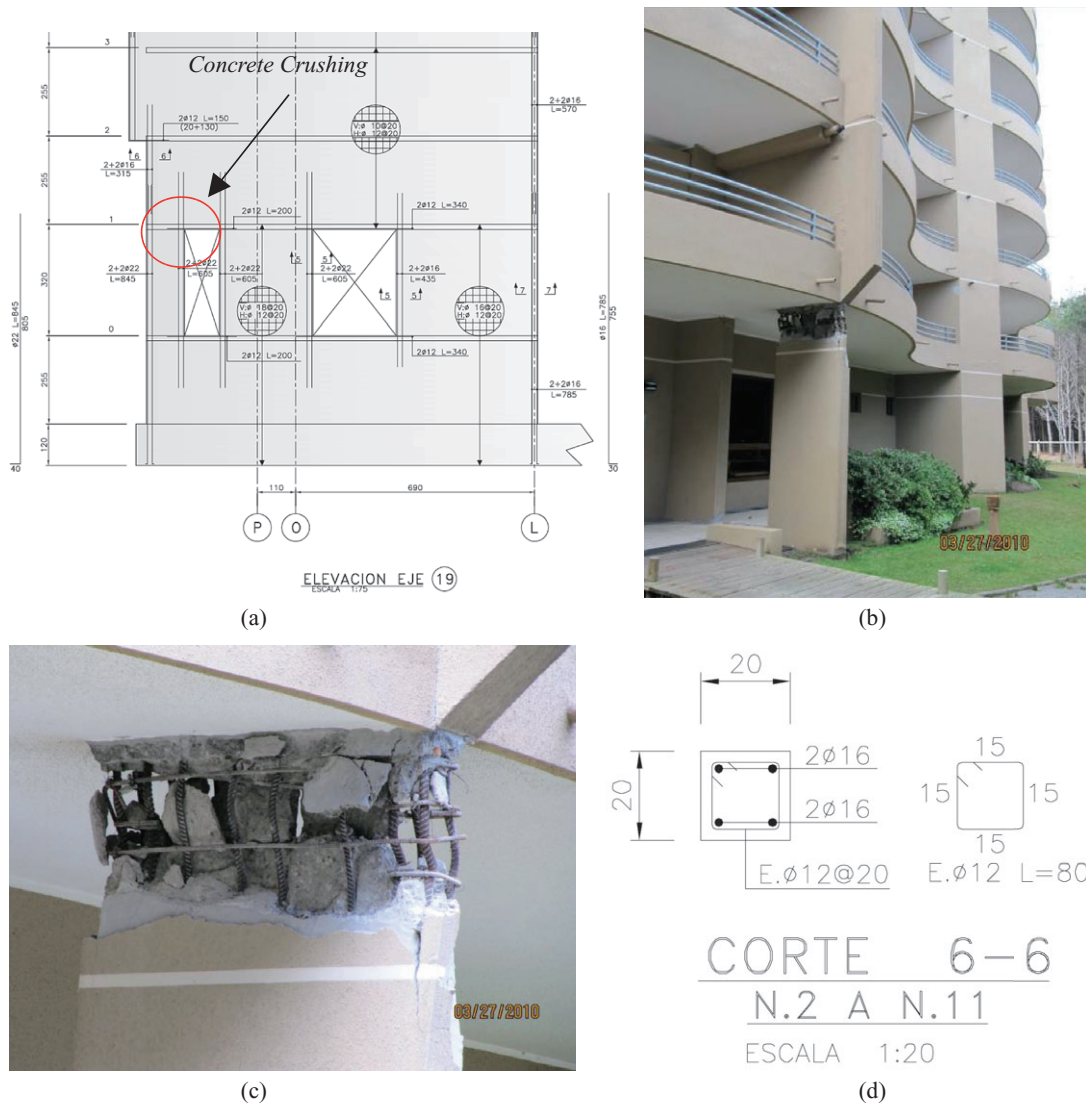 3
Concrete Crushing
255
2ø12 L=150
(20+130)
V:ø 10@20
H:ø 12@20
2+2ø16
L=570
2
6
6
2+2ø16
L=315
255
2ø12 L=200
2ø12 L=340
1
5
5
2+2ø22
L=845
2+2ø22
L=605
2+2ø22
L=605
2+2ø22
L=605
2+2ø16
L=435
7
7
5
5
320
V:ø 16@20
H:ø 12@20
V:ø 16@20
H:ø 12@20
ø22 L=845
805
ø16 L=785
755
0
2ø12 L=200
2ø12 L=340
255
2+2ø16
L=785
120
40
30
110
690
P
O
L
ELEVACION EJE 19
ESCALA 1:75
(a)
03/27/2010
(b)
03/27/2010
(c)
20
20
2ø16
2ø16
E.ø12@20
15
15
15
15
E.ø12 L=80
CORTE 6-6
N.2 A N.11
ESCALA 1:20
(d)